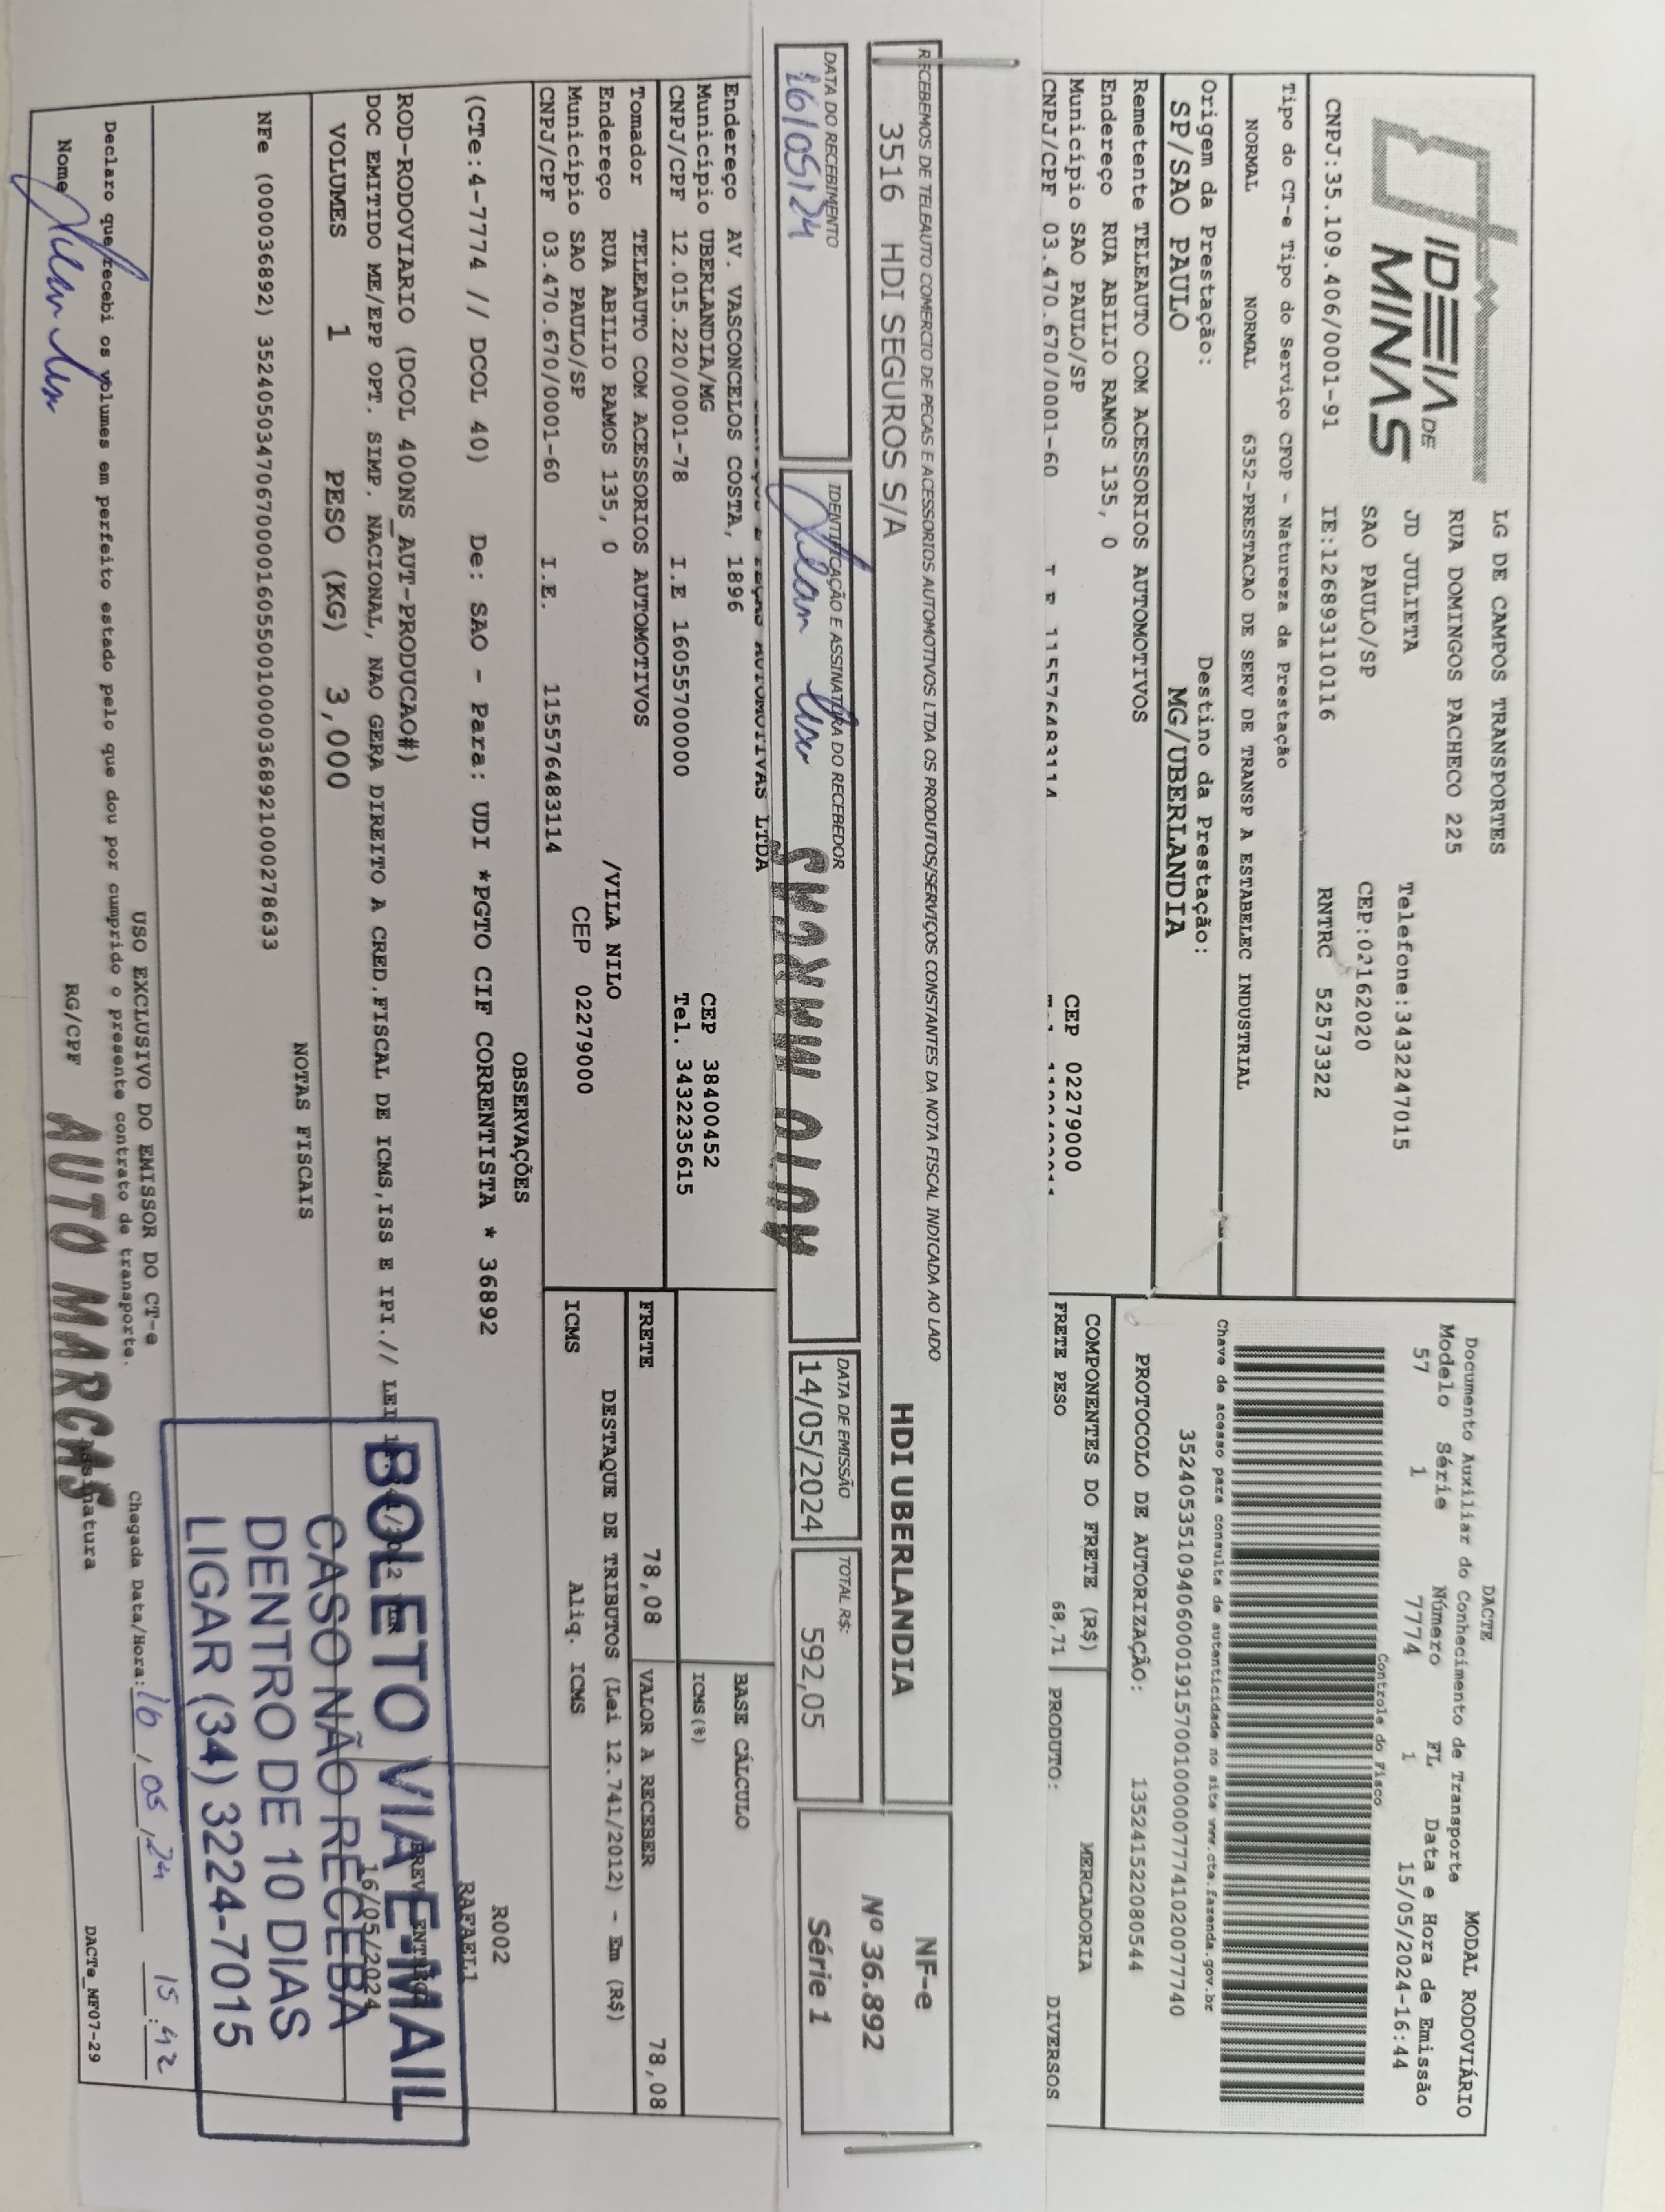 IDEIA DE
MINAS
LG DE CAMPOS TRANSPORTES
RUA DOMINGOS PACHECO 225
JD JULIETA Telefone:3432247015
SAO PAULO/SP CEP:02162020
CNPJ:35.109.406/0001-91 IE:126893110116 RNTRC 52573322
DACTE MODAL RODOVIÁRIO
Documento Auxiliar do Conhecimento de Transporte
Modelo Série Número FL Data e Hora de Emissão
57 1 7774 1 15/05/2024-16:44
Controle do Fisco
Tipo do CT-e Tipo do Serviço CFOP - Natureza da Prestação
NORMAL NORMAL 6352-PRESTACAO DE SERV DE TRANSP A ESTABELEC INDUSTRIAL
Chave de acesso para consulta de autenticidade no site www.cte.fazenda.gov.br
Origem da Prestação: Destino da Prestação:
SP/SAO PAULO MG/UBERLANDIA
PROTOCOLO DE AUTORIZAÇÃO: 135241522080544
Remetente TELEAUTO COM ACESSORIOS AUTOMOTIVOS
Endereço RUA ABILIO RAMOS 135, 0
Município SAO PAULO/SP CEP 02279000
CNPJ/CPF 03.470.670/0001-60 115576483114
COMPONENTES DO FRETE (R$) MERCADORIA
FRETE PESO 68,71 PRODUTO: DIVERSOS
RECEBEMOS DE TELEAUTO COMERCIO DE PECAS E ACESSORIOS AUTOMOTIVOS LTDA OS PRODUTOS/SERVIÇOS CONSTANTES DA NOTA FISCAL INDICADA AO LADO
3516 HDI SEGUROS S/A HDI UBERLANDIA
NF-e
Nº 36.892
Série 1
DATA DO RECEBIMENTO IDENTIFICAÇÃO E ASSINATURA DO RECEBEDOR DATA DE EMISSÃO TOTAL R$:
16/05/24 14/05/2024 592,05
AUTOMOTIVAS LTDA
Endereço AV. VASCONCELOS COSTA, 1896
Município UBERLANDIA/MG CEP 38400452
CNPJ/CPF 12.015.220/0001-78 I.E 1605570000 Tel. 3432235615
BASE CÁLCULO
ICMS(%)
Tomador TELEAUTO COM ACESSORIOS AUTOMOTIVOS
Endereço RUA ABILIO RAMOS 135, 0 /VILA NILO
Município SAO PAULO/SP CEP 02279000
CNPJ/CPF 03.470.670/0001-60 I.E. 115576483114
FRETE 78,08 VALOR A RECEBER 78,08
DESTAQUE DE TRIBUTOS (Lei 12.741/2012) - Em (R$)
ICMS Aliq. ICMS
OBSERVAÇÕES
(CTe:4-7774 // DCOL 40) De: SAO - Para: UDI *PGTO CIF CORRENTISTA * 36892
R002
RAFAEL1
ROD-RODOVIARIO (DCOL 400NS_AUT-PRODUCAO#)
DOC EMITIDO ME/EPP OPT. SIMP. NACIONAL, NAO GERA DIREITO A CRED.FISCAL DE ICMS,ISS E IPI.// LEI
VOLUMES 1 PESO (KG) 3,000
16/05/2024
BOLETO VIA E-MAIL
CASO NÃO RECEBA
DENTRO DE 10 DIAS
LIGAR (34) 3224-7015
NOTAS FISCAIS
NFe (000036892)
USO EXCLUSIVO DO EMISSOR DO CT-e
Declaro que recebi os volumes em perfeito estado pelo que dou por cumprido o presente contrato de transporte.
Chegada Data/Hora: 16/05/24 15:42
Nome RG/CPF Assinatura
AUTO MARCAS
DACTe_MF07-29